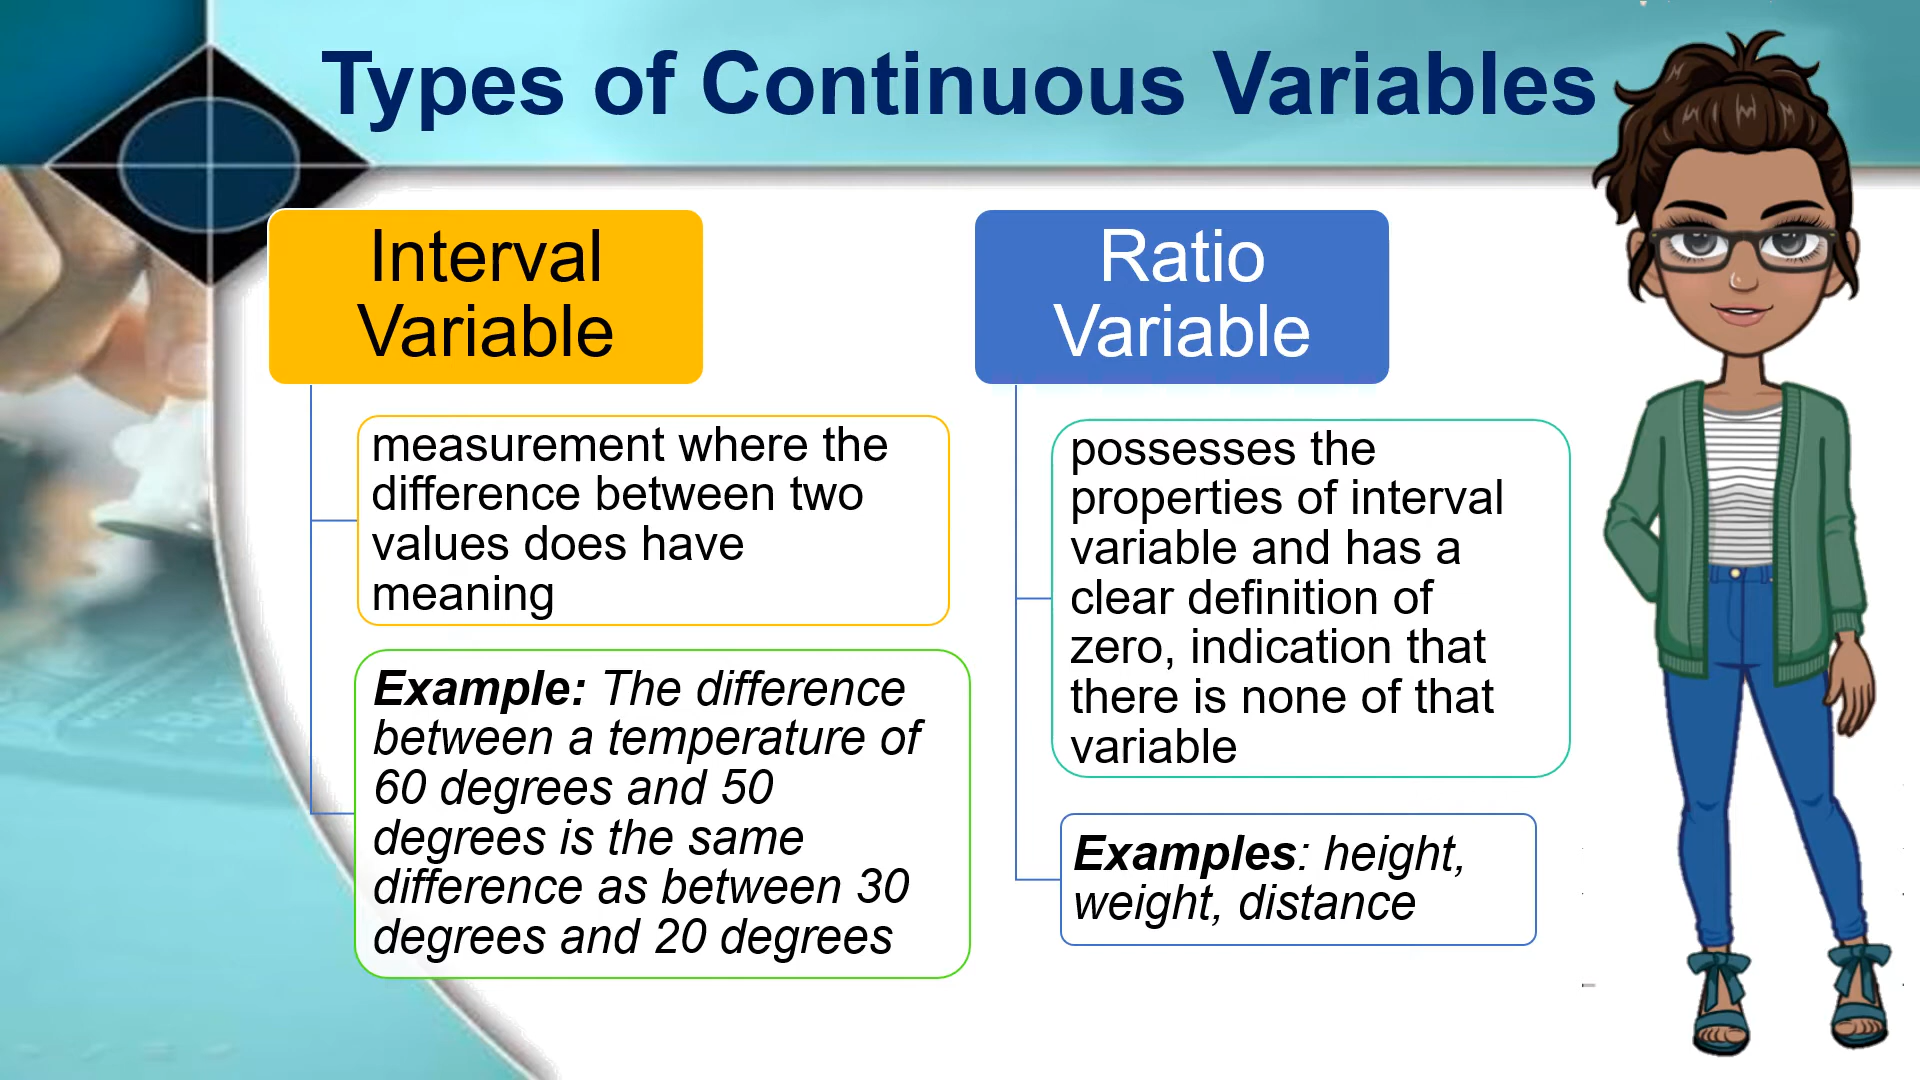 Types of Continuous Variables
Interval
Variable
measurement where the
difference between two
values does have
meaning
Example: The difference
between a temperature of
60 degrees and 50
degrees is the same
difference as between 30
degrees and 20 degrees
Ratio
Variable
possesses the
properties of interval
variable and has a
clear definition of
zero, indication that
there is none of that
variable
Examples: height,
weight, distance